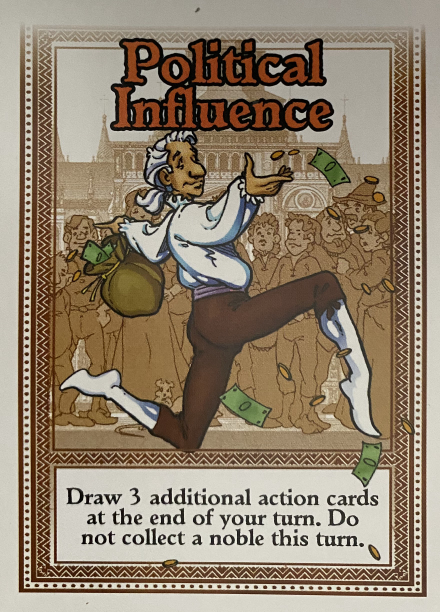 Political
Influence
Draw 3 additional action cards
at the end of your turn. Do
not collect a noble this turn.